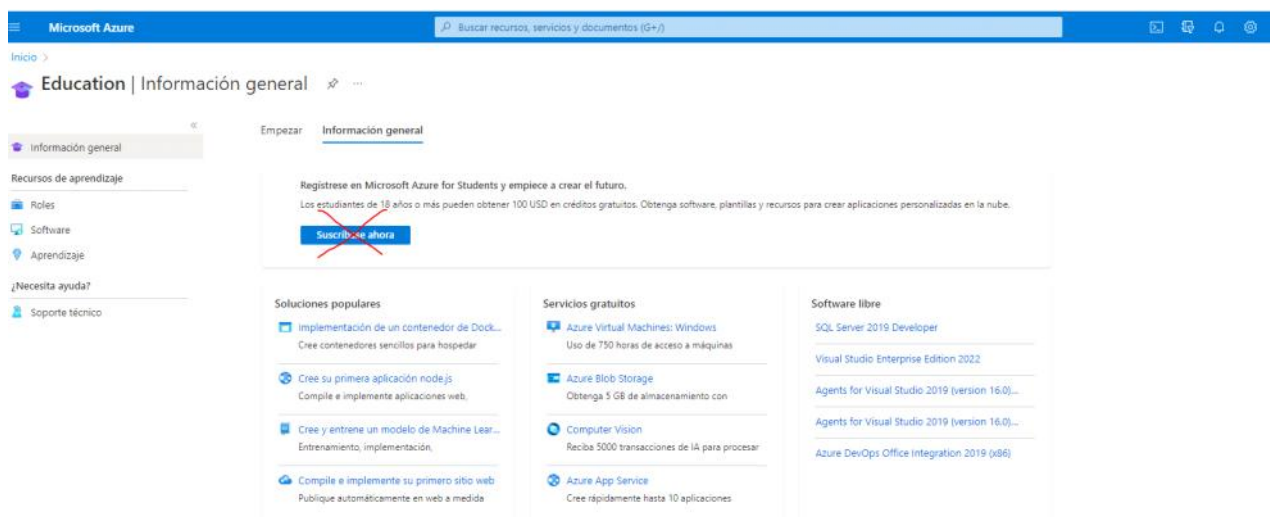 Microsoft Azure
Buscar recursos, servicios y documentos (G+/)
Inicio >
Education | Información general
Información general
Recursos de aprendizaje
Roles
Software
Aprendizaje
¿Necesita ayuda?
Soporte técnico
Empezar
Información general
Regístrese en Microsoft Azure for Students y empiece a crear el futuro.
Los estudiantes de 18 años o más pueden obtener 100 USD en créditos gratuitos. Obtenga software, plantillas y recursos para crear aplicaciones personalizadas en la nube.
Suscríbase ahora
Soluciones populares
Implementación de un contenedor de Dock...
Cree contenedores sencillos para hospedar
Cree su primera aplicación node.js
Compile e implemente aplicaciones web,
Cree y entrene un modelo de Machine Lear...
Entrenamiento, implementación,
Compile e implemente su primero sitio web
Publique automáticamente en web a medida
Servicios gratuitos
Azure Virtual Machines: Windows
Uso de 750 horas de acceso a máquinas
Azure Blob Storage
Obtenga 5 GB de almacenamiento con
Computer Vision
Reciba 5000 transacciones de IA para procesar
Azure App Service
Cree rápidamente hasta 10 aplicaciones
Software libre
SQL Server 2019 Developer
Visual Studio Enterprise Edition 2022
Agents for Visual Studio 2019 (version 16.0)...
Agents for Visual Studio 2019 (version 16.0)...
Azure DevOps Office Integration 2019 (x86)